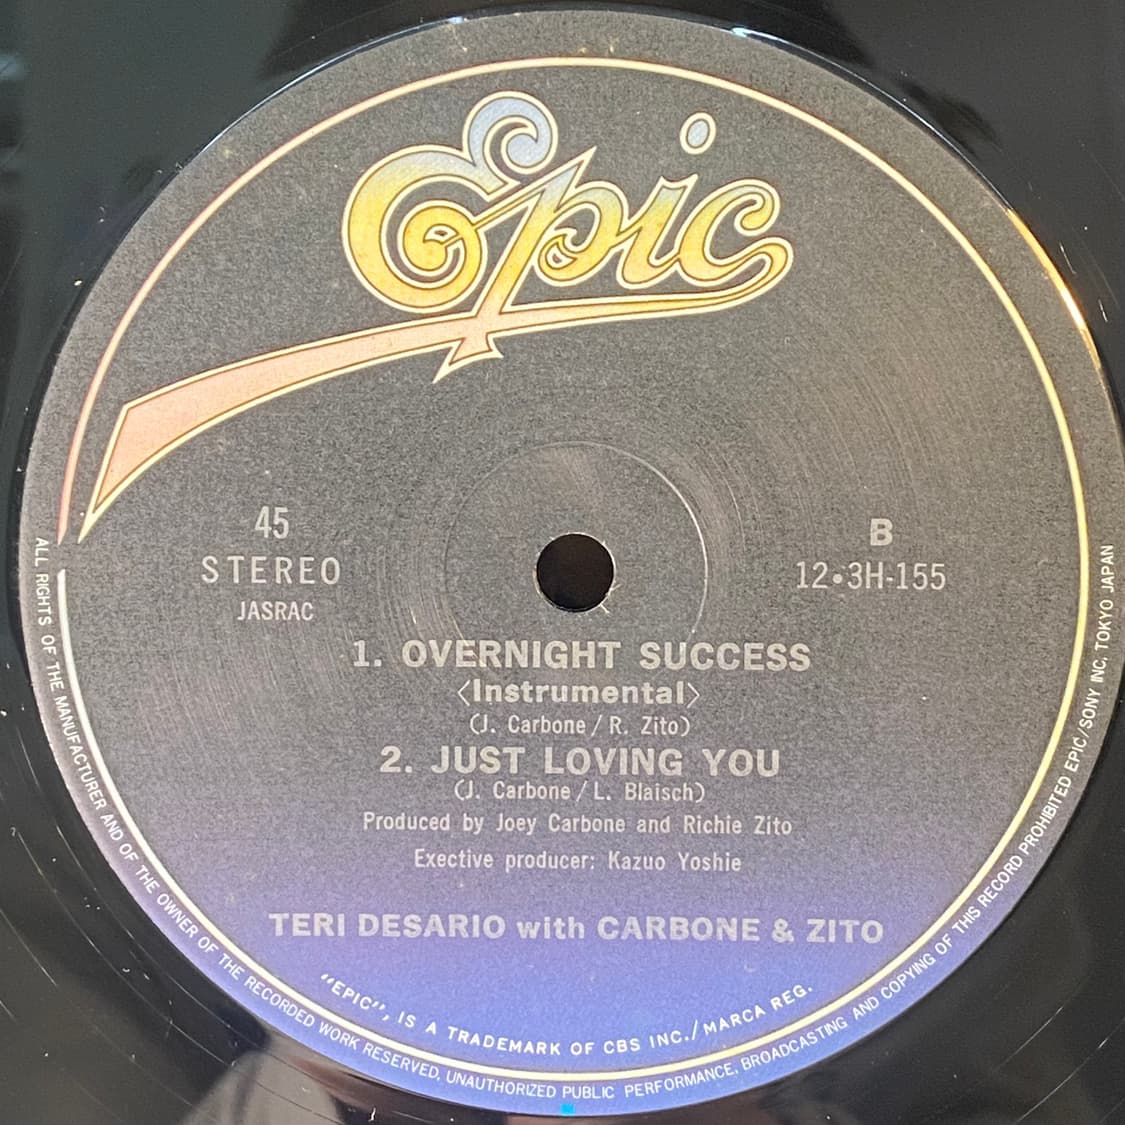 Epic
45
STEREO
JASRAC
B
12•3H-155
1. OVERNIGHT SUCCESS
〈Instrumental〉
(J. Carbone / R. Zito)
2. JUST LOVING YOU
(J. Carbone / L. Blaisch)
Produced by Joey Carbone and Richie Zito
Exective producer: Kazuo Yoshie
TERI DESARIO with CARBONE & ZITO
"EPIC", IS A TRADEMARK OF CBS INC./MARCA REG.
ALL RIGHTS OF THE MANUFACTURER AND OF THE OWNER OF THE RECORDED WORK RESERVED. UNAUTHORIZED PUBLIC PERFORMANCE, BROADCASTING AND COPYING OF THIS RECORD PROHIBITED EPIC/SONY INC. TOKYO JAPAN